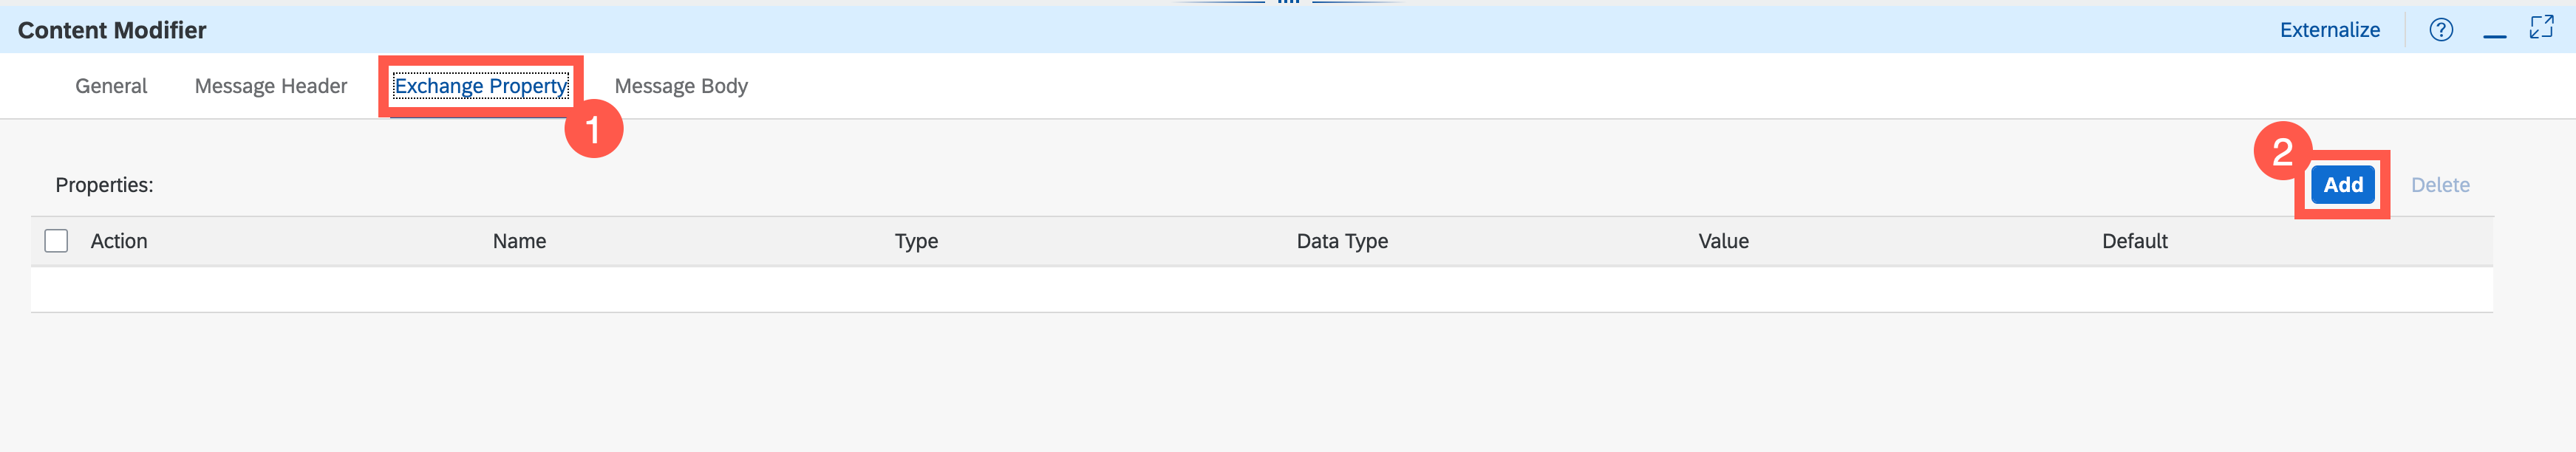 Content Modifier
Externalize
General Message Header Exchange Property Message Body
1
2
Properties:
Add Delete
Action Name Type Data Type Value Default